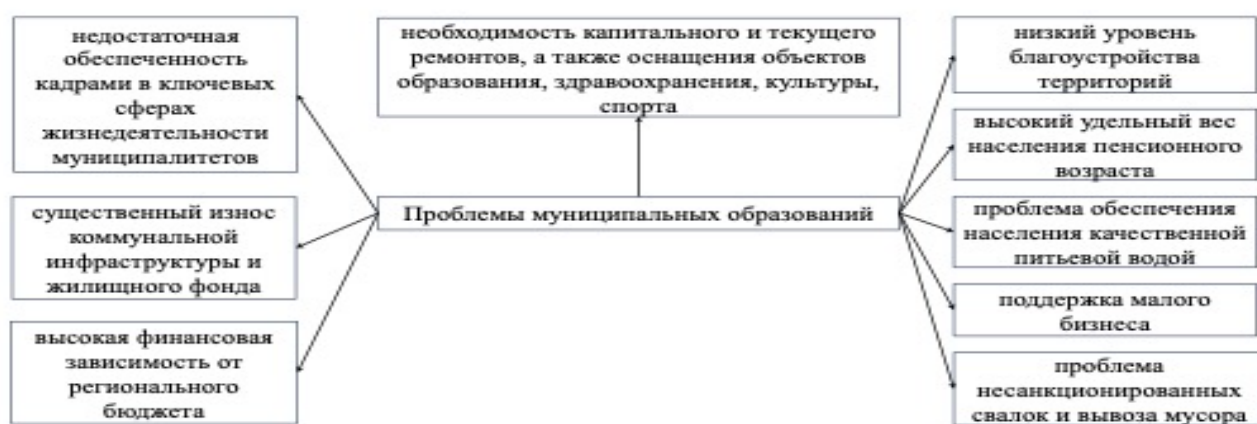 недостаточная
обеспеченность
кадрами в ключевых
сферах
жизнедеятельности
муниципалитетов
существенный износ
коммунальной
инфраструктуры и
жилищного фонда
высокая финансовая
зависимость от
регионального
бюджета
необходимость капитального и текущего
ремонтов, а также оснащения объектов
образования, здравоохранения, культуры,
спорта
Проблемы муниципальных образований
низкий уровень
благоустройства
территорий
высокий удельный вес
населения пенсионного
возраста
проблема обеспечения
населения качественной
питьевой водой
поддержка малого
бизнеса
проблема
несанкционированных
свалок и вывоза мусора